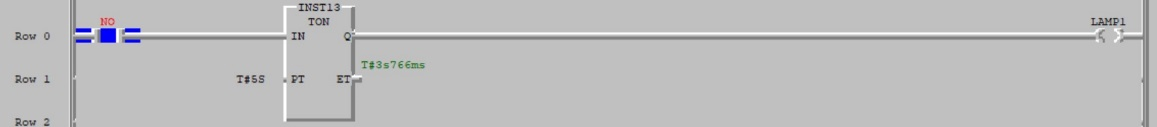 INST13
NO TON LAMP1
Row 0 IN Q
T#3s766ms
Row 1 T#5S PT ET
Row 2